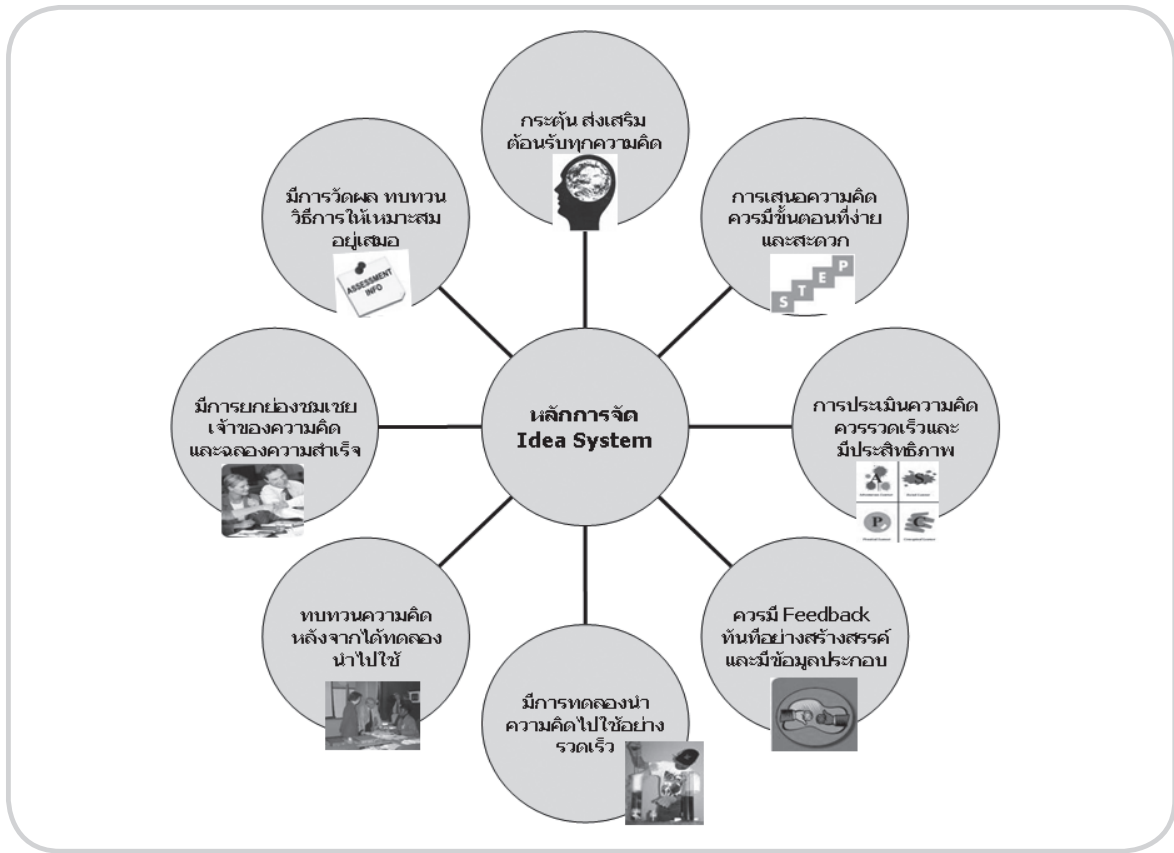 กระตุ้น ส่งเสริม
ต้อนรับทุกความคิด
การเสนอความคิด
ควรมีขั้นตอนที่ง่าย
และสะดวก
STEP
การประเมินความคิด
ควรรวดเร็วและ
มีประสิทธิภาพ
A
S
P
C
ควรมี Feedback
ทันทีอย่างสร้างสรรค์
และมีข้อมูลประกอบ
มีการทดลองนำ
ความคิดไปใช้อย่าง
รวดเร็ว
ทบทวนความคิด
หลังจากได้ทดลอง
นำไปใช้
มีการยกย่องชมเชย
เจ้าของความคิด
และฉลองความสำเร็จ
มีการวัดผล ทบทวน
วิธีการให้เหมาะสม
อยู่เสมอ
ASSESSMENT
INFO
หลักการจัด
Idea System